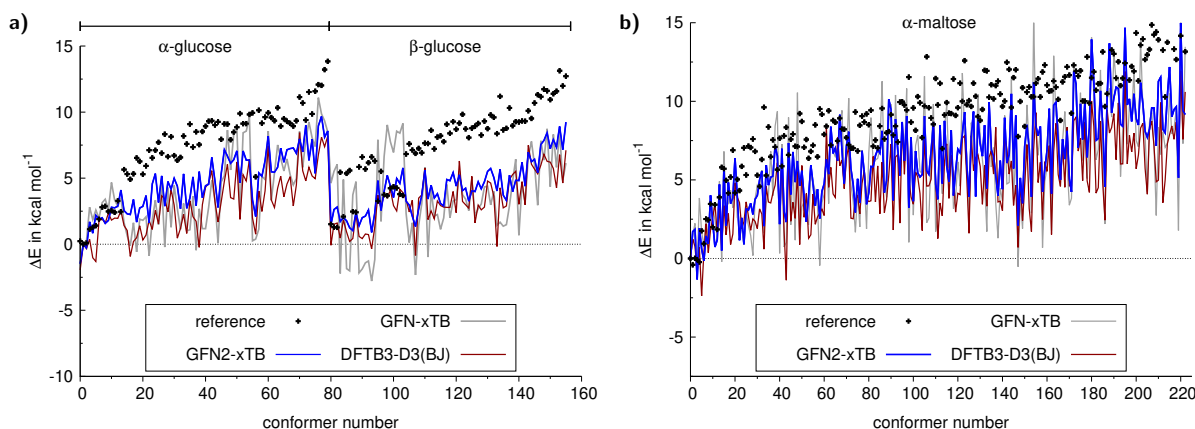 a)
α-glucose
β-glucose
ΔE in kcal mol⁻¹
15
10
5
0
-5
-10
reference
GFN-xTB
GFN2-xTB
DFTB3-D3(BJ)
0
20
40
60
80
100
120
140
160
conformer number
b)
α-maltose
ΔE in kcal mol⁻¹
15
10
5
0
-5
reference
GFN-xTB
GFN2-xTB
DFTB3-D3(BJ)
0
20
40
60
80
100
120
140
160
180
200
220
conformer number